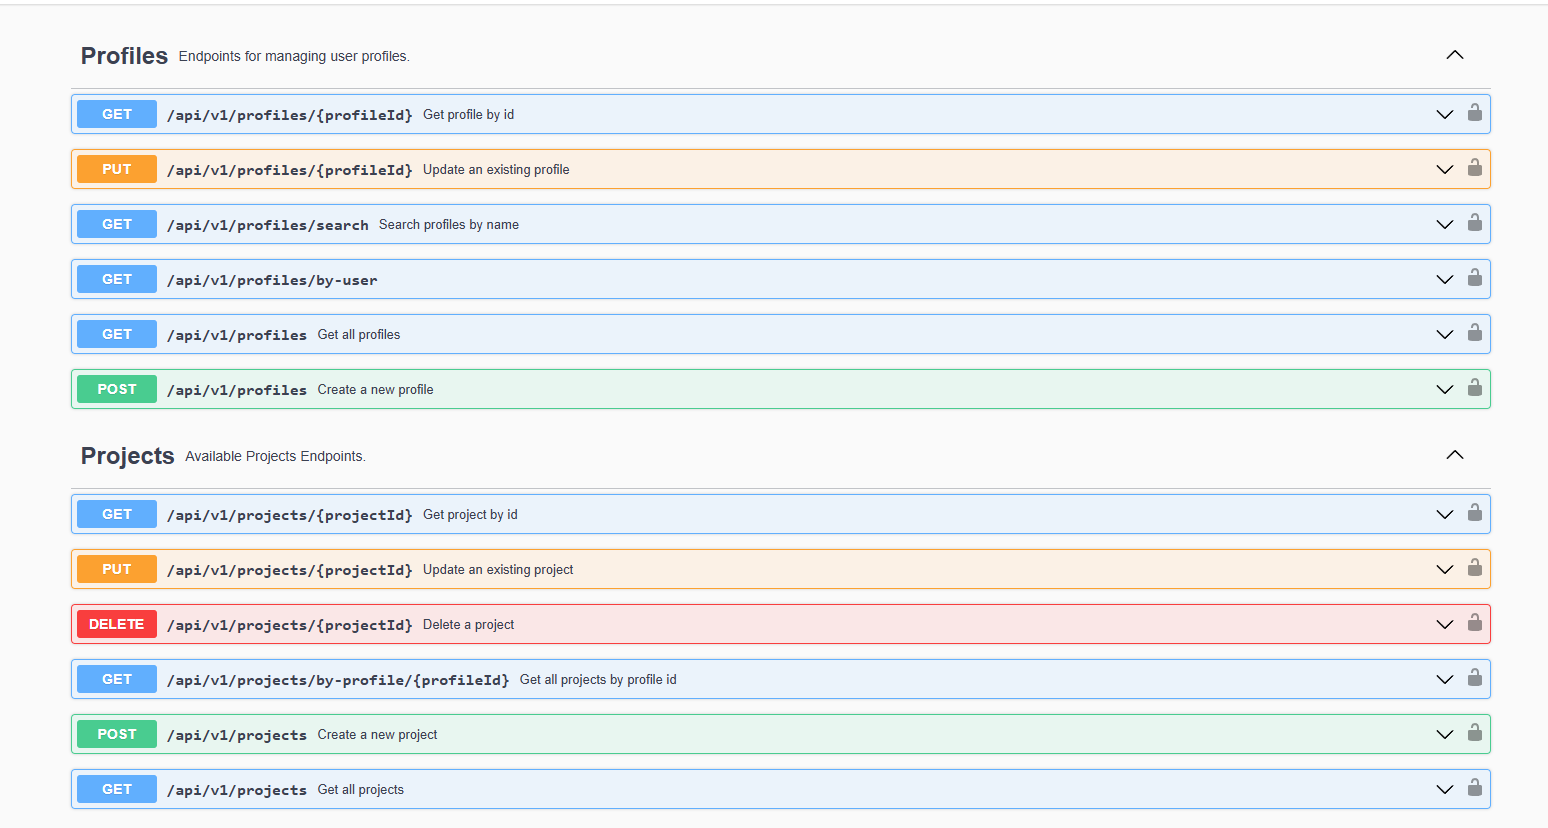 Profiles Endpoints for managing user profiles.
GET /api/v1/profiles/{profileId} Get profile by id
PUT /api/v1/profiles/{profileId} Update an existing profile
GET /api/v1/profiles/search Search profiles by name
GET /api/v1/profiles/by-user
GET /api/v1/profiles Get all profiles
POST /api/v1/profiles Create a new profile
Projects Available Projects Endpoints.
GET /api/v1/projects/{projectId} Get project by id
PUT /api/v1/projects/{projectId} Update an existing project
DELETE /api/v1/projects/{projectId} Delete a project
GET /api/v1/projects/by-profile/{profileId} Get all projects by profile id
POST /api/v1/projects Create a new project
GET /api/v1/projects Get all projects